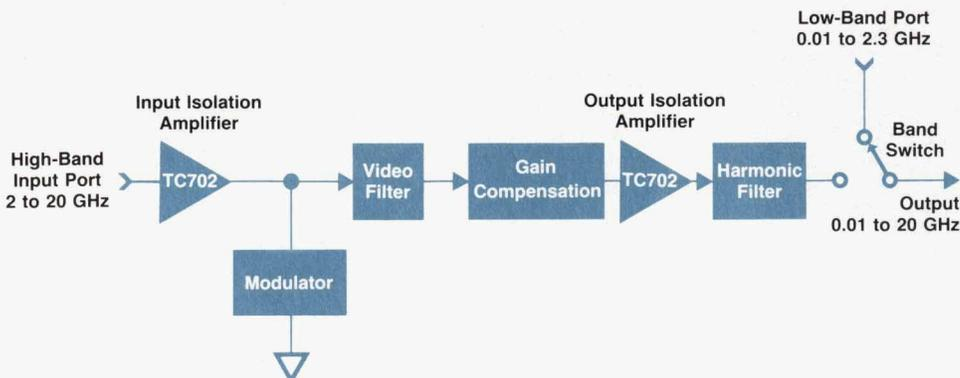 Low-Band Port
0.01 to 2.3 GHz
Input Isolation
Amplifier
Output Isolation
Amplifier
Band
Switch
High-Band
Input Port
2 to 20 GHz
TC702
Video
Filter
Gain
Compensation
TC702
Harmonic
Filter
Output
0.01 to 20 GHz
Modulator